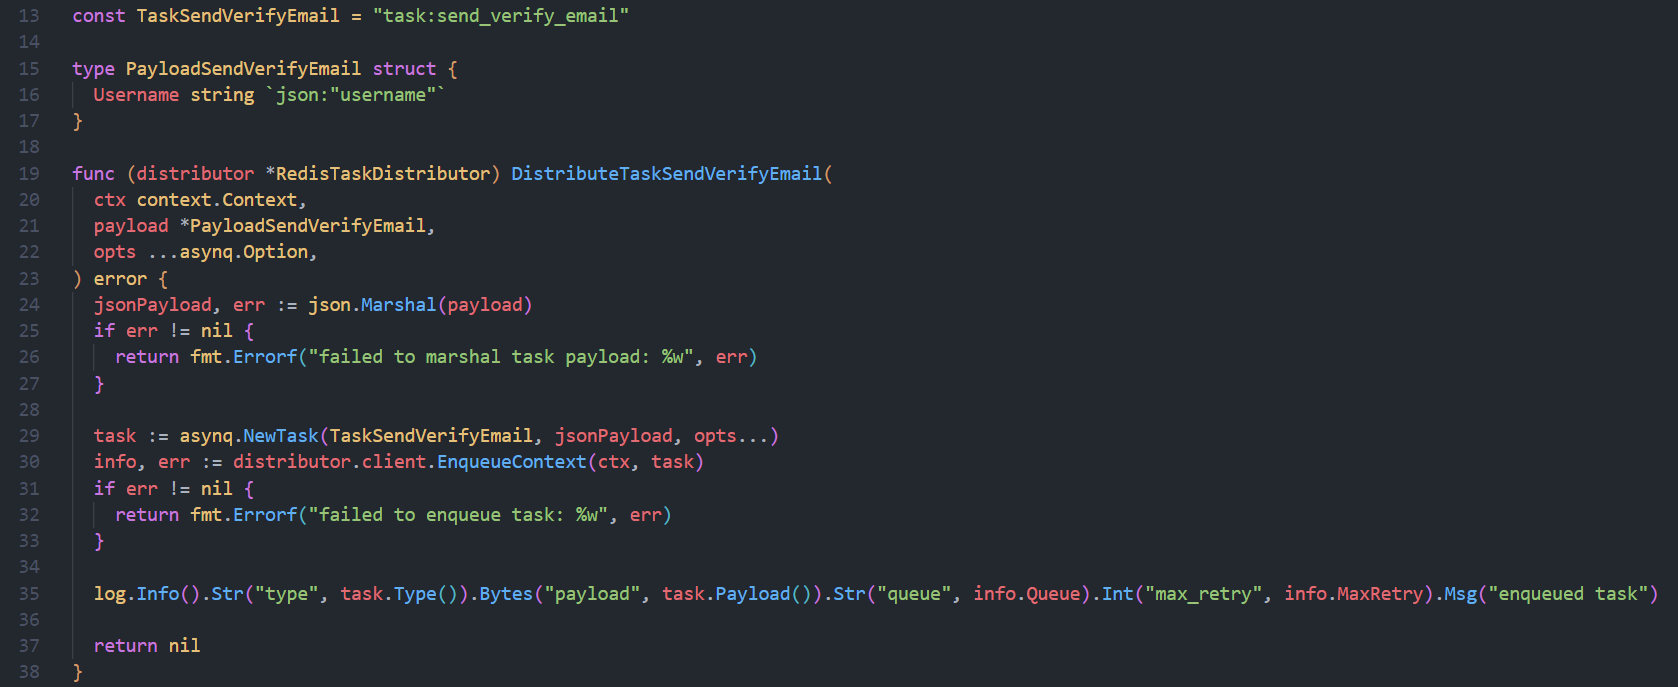 13 const TaskSendVerifyEmail = "task:send_verify_email"
14
15 type PayloadSendVerifyEmail struct {
16   Username string `json:"username"`
17 }
18
19 func (distributor *RedisTaskDistributor) DistributeTaskSendVerifyEmail(
20   ctx context.Context,
21   payload *PayloadSendVerifyEmail,
22   opts ...asynq.Option,
23 ) error {
24   jsonPayload, err := json.Marshal(payload)
25   if err != nil {
26     return fmt.Errorf("failed to marshal task payload: %w", err)
27   }
28
29   task := asynq.NewTask(TaskSendVerifyEmail, jsonPayload, opts...)
30   info, err := distributor.client.EnqueueContext(ctx, task)
31   if err != nil {
32     return fmt.Errorf("failed to enqueue task: %w", err)
33   }
34
35   log.Info().Str("type", task.Type()).Bytes("payload", task.Payload()).Str("queue", info.Queue).Int("max_retry", info.MaxRetry).Msg("enqueued task")
36
37   return nil
38 }